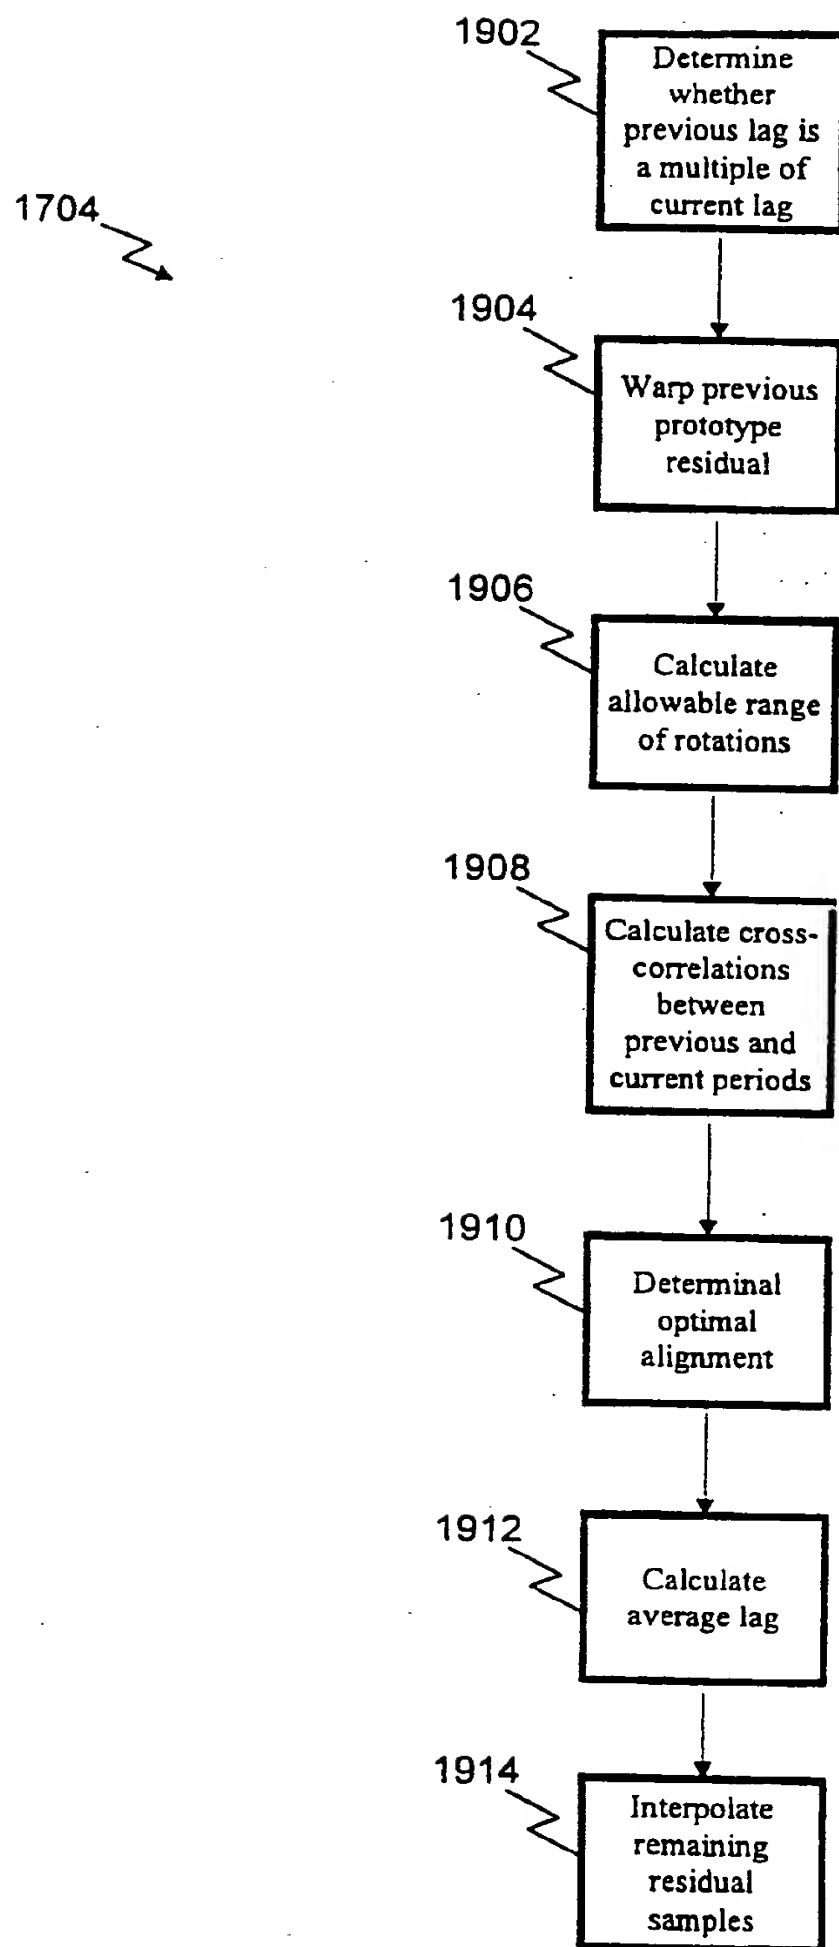 1902
Determine
whether
previous lag is
a multiple of
current lag
1704
1904
Warp previous
prototype
residual
1906
Calculate
allowable range
of rotations
1908
Calculate cross-
correlations
between
previous and
current periods
1910
Determinal
optimal
alignment
1912
Calculate
average lag
1914
Interpolate
remaining
residual
samples